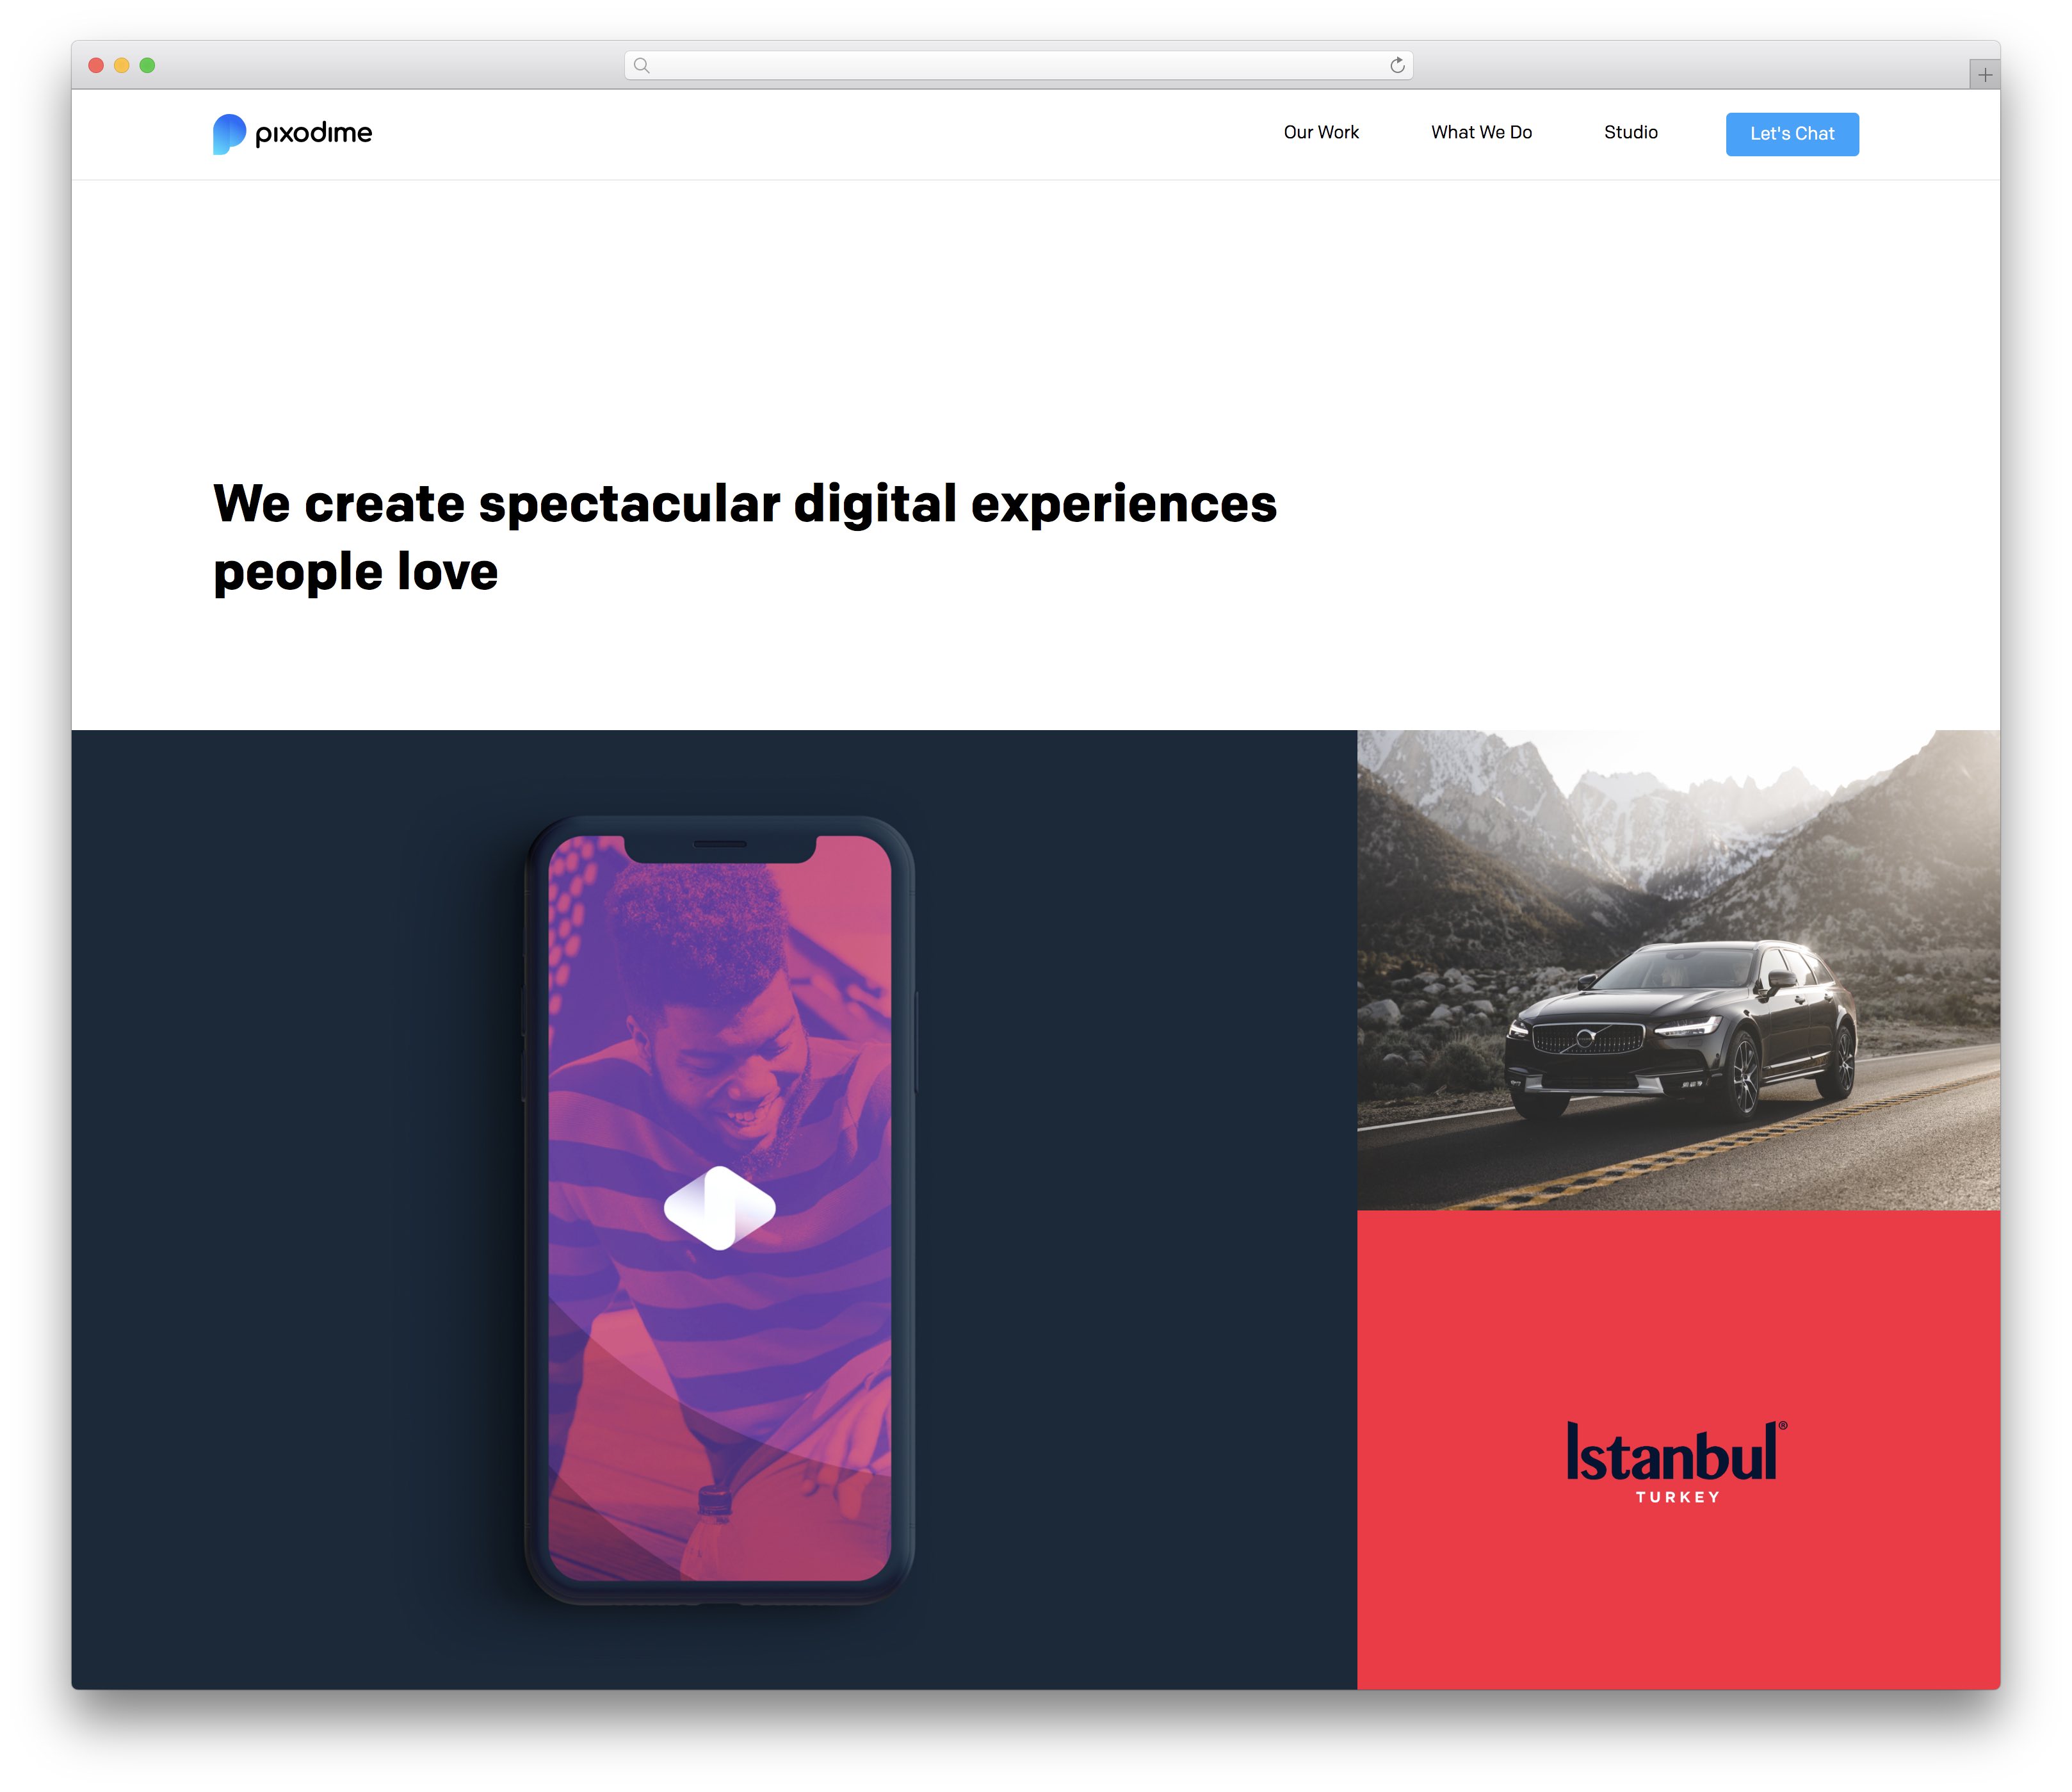 pixodime
Our Work
What We Do
Studio
Let's Chat
We create spectacular digital experiences
people love
Istanbul®
TURKEY